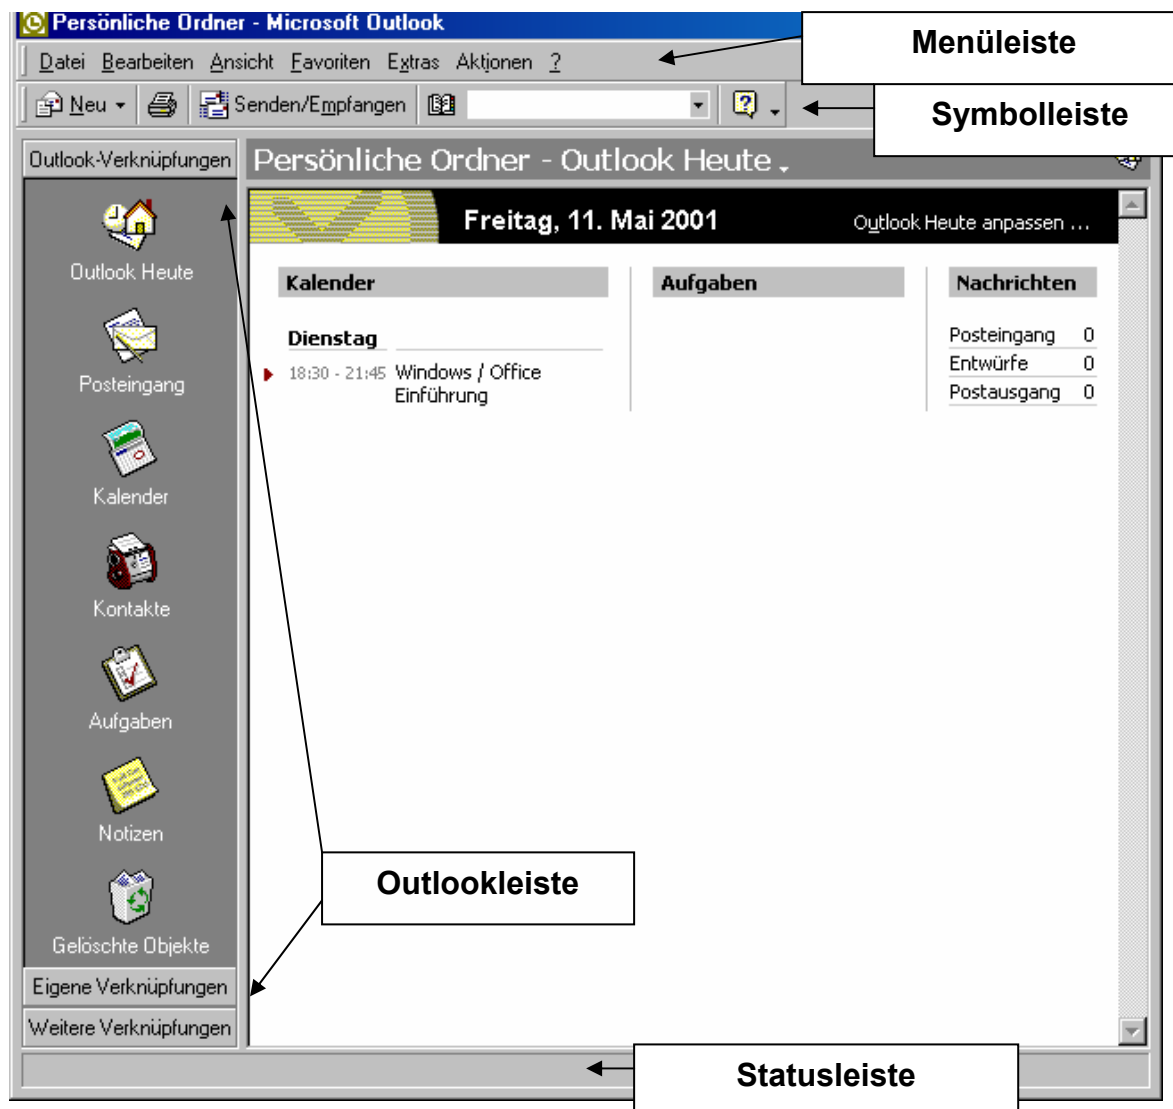 Persönliche Ordner - Microsoft Outlook
Menüleiste
Datei Bearbeiten Ansicht Favoriten Extras Aktionen ?
Neu Senden/Empfangen
Symbolleiste
Outlook-Verknüpfungen
Persönliche Ordner - Outlook Heute
Freitag, 11. Mai 2001
Outlook Heute anpassen ...
Outlook Heute
Posteingang
Kalender
Kontakte
Aufgaben
Notizen
Gelöschte Objekte
Eigene Verknüpfungen
Weitere Verknüpfungen
Kalender
Dienstag
18:30 - 21:45 Windows / Office
Einführung
Aufgaben
Nachrichten
Posteingang 0
Entwürfe 0
Postausgang 0
Outlookleiste
Statusleiste